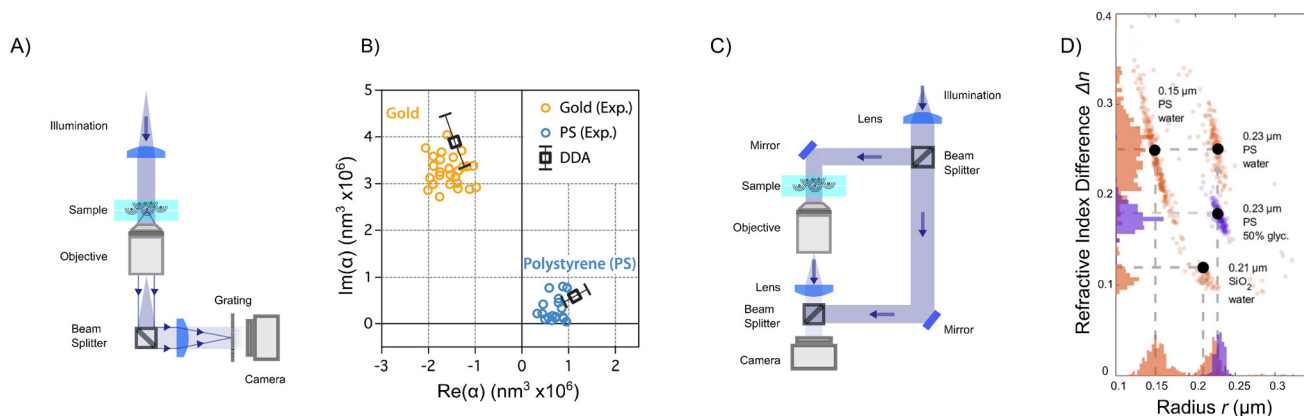 A)
Illumination
Sample
Objective
Grating
Beam
Splitter
Camera
B)
Gold
Gold (Exp.)
PS (Exp.)
DDA
Polystyrene (PS)
Im(α) (nm³ x10⁶)
5
4
3
2
1
0
-3
-2
-1
0
1
2
Re(α) (nm³ x10⁶)
C)
Illumination
Lens
Mirror
Beam
Splitter
Sample
Objective
Lens
Beam
Splitter
Mirror
Camera
D)
Refractive Index Difference Δn
0.4
0.3
0.2
0.1
0.15 µm
PS
water
0.23 µm
PS
water
0.23 µm
PS
50% glyc.
0.21 µm
SiO₂
water
0.1
0.15
0.2
0.25
0.3
Radius r (µm)